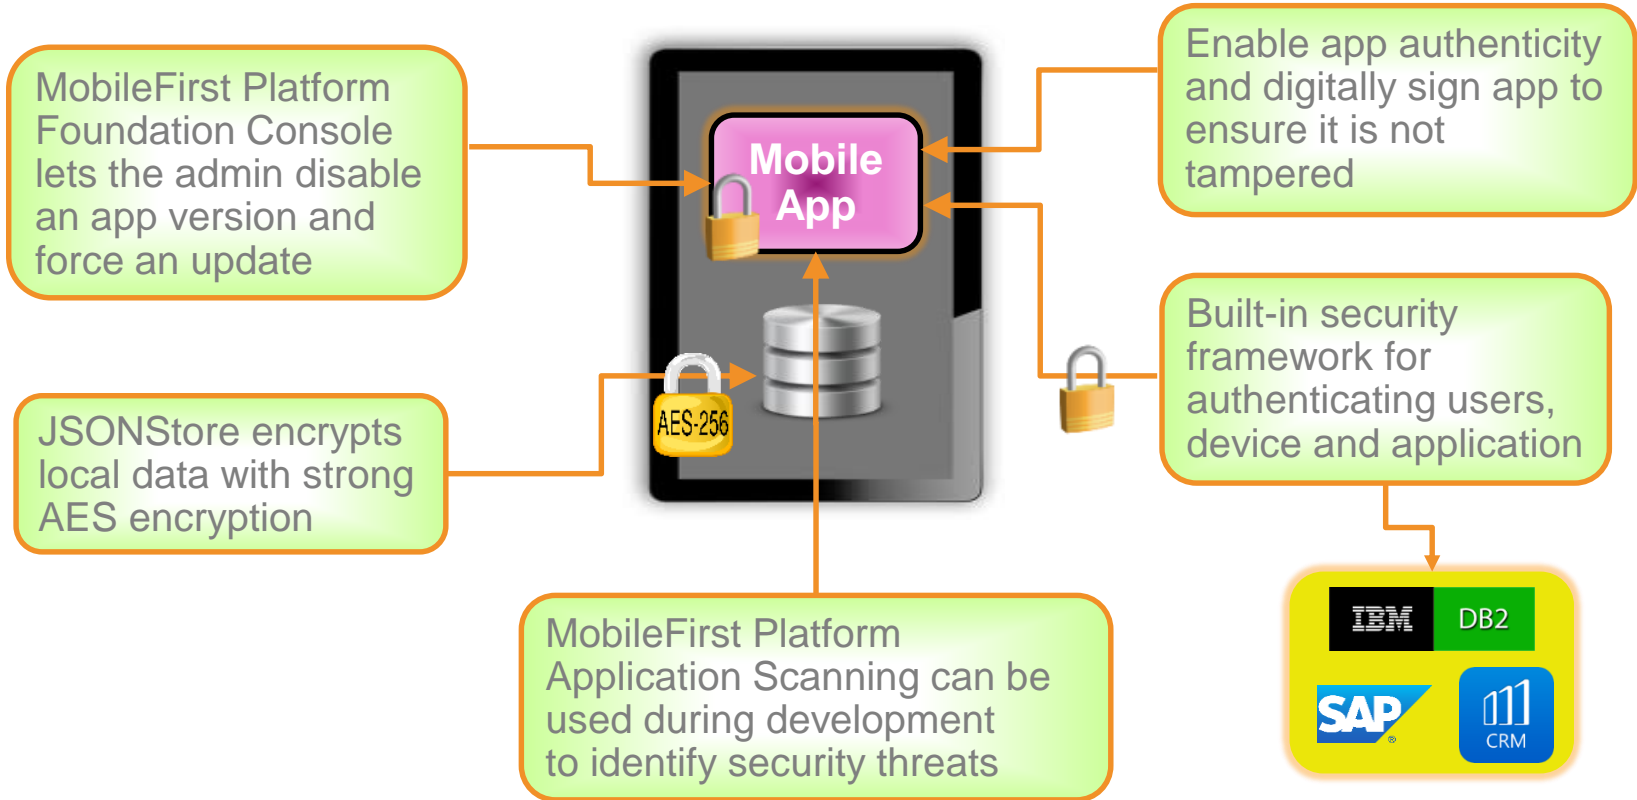 MobileFirst Platform
Foundation Console
lets the admin disable
an app version and
force an update
Enable app authenticity
and digitally sign app to
ensure it is not
tampered
Mobile
App
Built-in security
framework for
authenticating users,
device and application
AES-256
JSONStore encrypts
local data with strong
AES encryption
MobileFirst Platform
Application Scanning can be
used during development
to identify security threats
IBM DB2
SAP ®
CRM